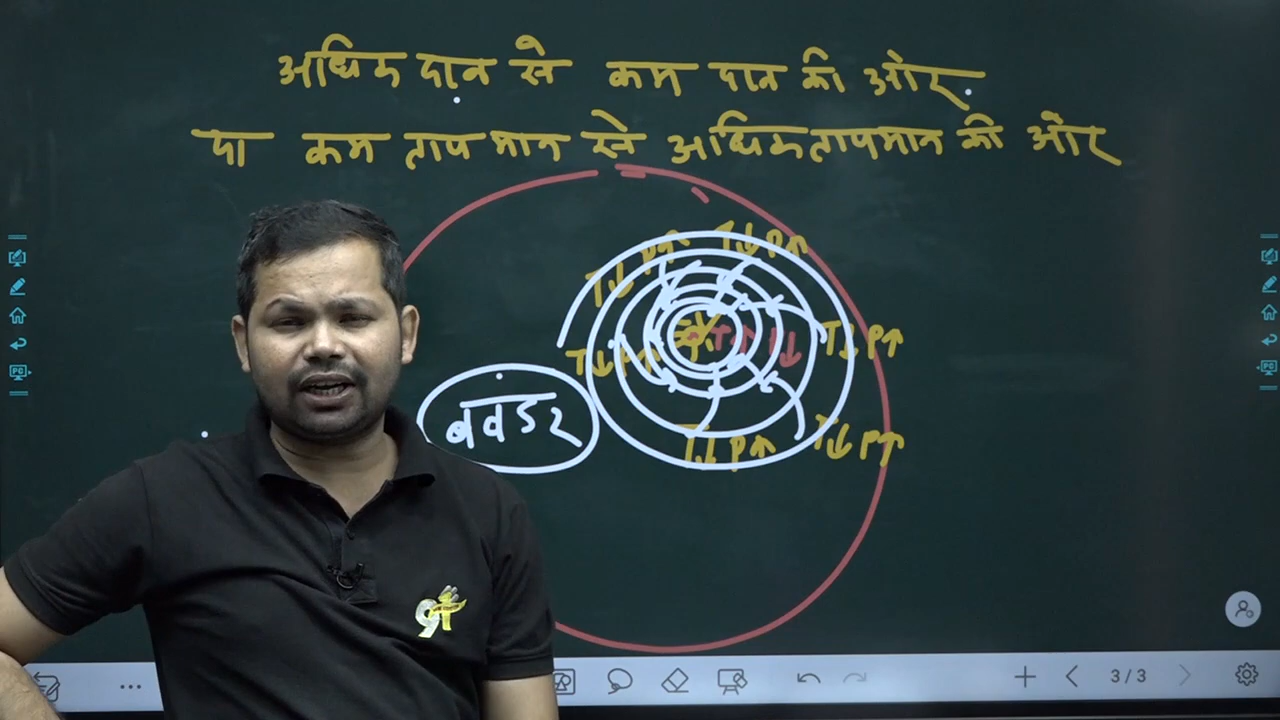 अधिक दाब से कम दाब की ओर
या कम तापमान से अधिक तापमान की ओर
T↓ P↑ T↓ P↑
T↑ P↓ T↓ P↑
T↓ P↑
बवंडर
T↓ P↑ T↓ P↑
3/3